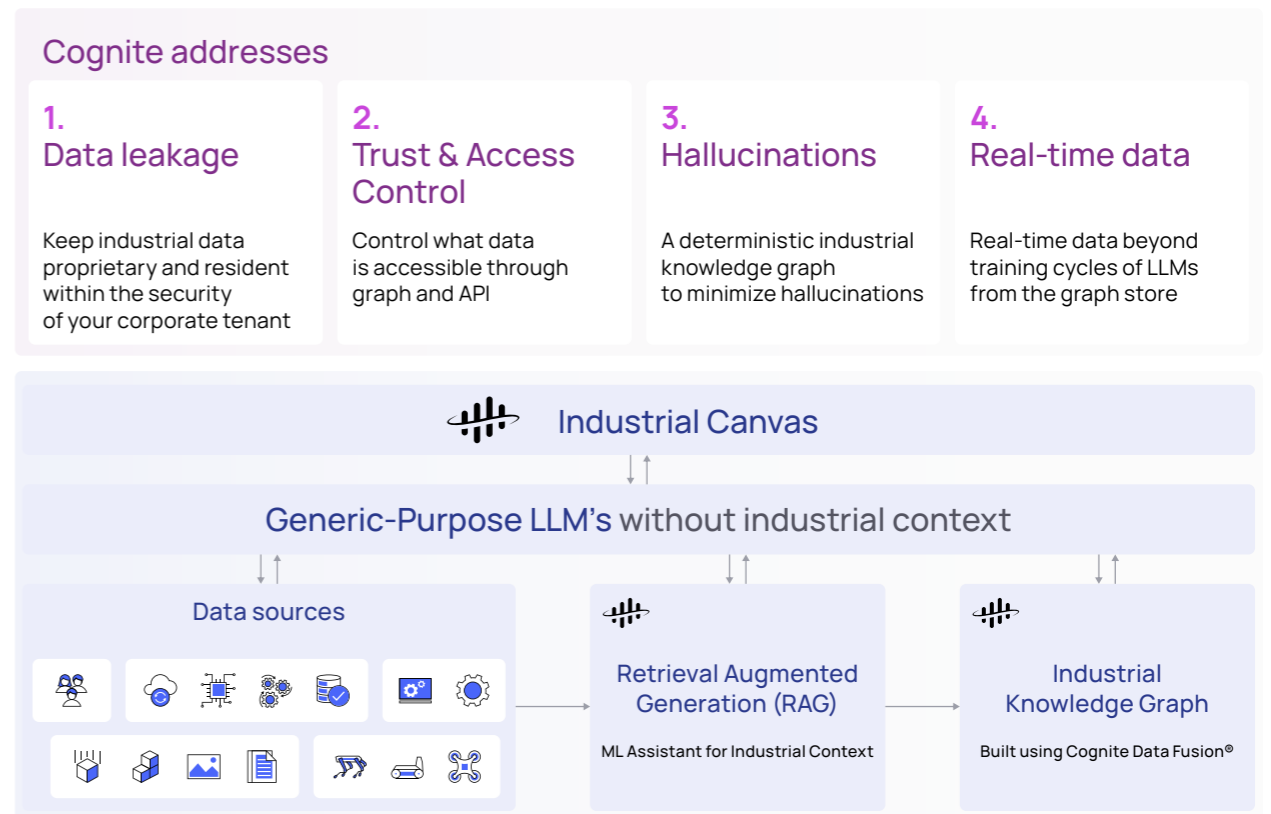 Cognite addresses
1.
Data leakage
Keep industrial data
proprietary and resident
within the security
of your corporate tenant
2.
Trust & Access
Control
Control what data
is accessible through
graph and API
3.
Hallucinations
A deterministic industrial
knowledge graph
to minimize hallucinations
4.
Real-time data
Real-time data beyond
training cycles of LLMs
from the graph store
Industrial Canvas
Generic-Purpose LLM's without industrial context
Data sources
Retrieval Augmented
Generation (RAG)
ML Assistant for Industrial Context
Industrial
Knowledge Graph
Built using Cognite Data Fusion®